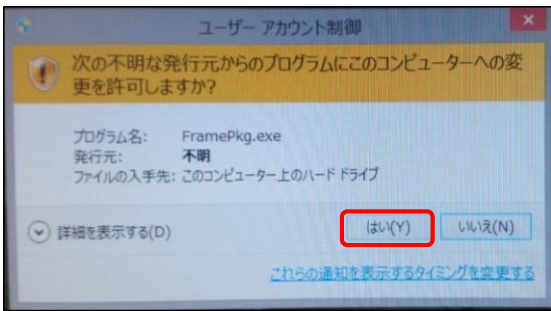 ユーザー アカウント制御
次の不明な発行元からのプログラムにこのコンピューターへの変
更を許可しますか?
プログラム名: FramePkg.exe
発行元: 不明
ファイルの入手先: このコンピューター上のハード ドライブ
詳細を表示する(D)
はい(Y)
いいえ(N)
これらの通知を表示するタイミングを変更する